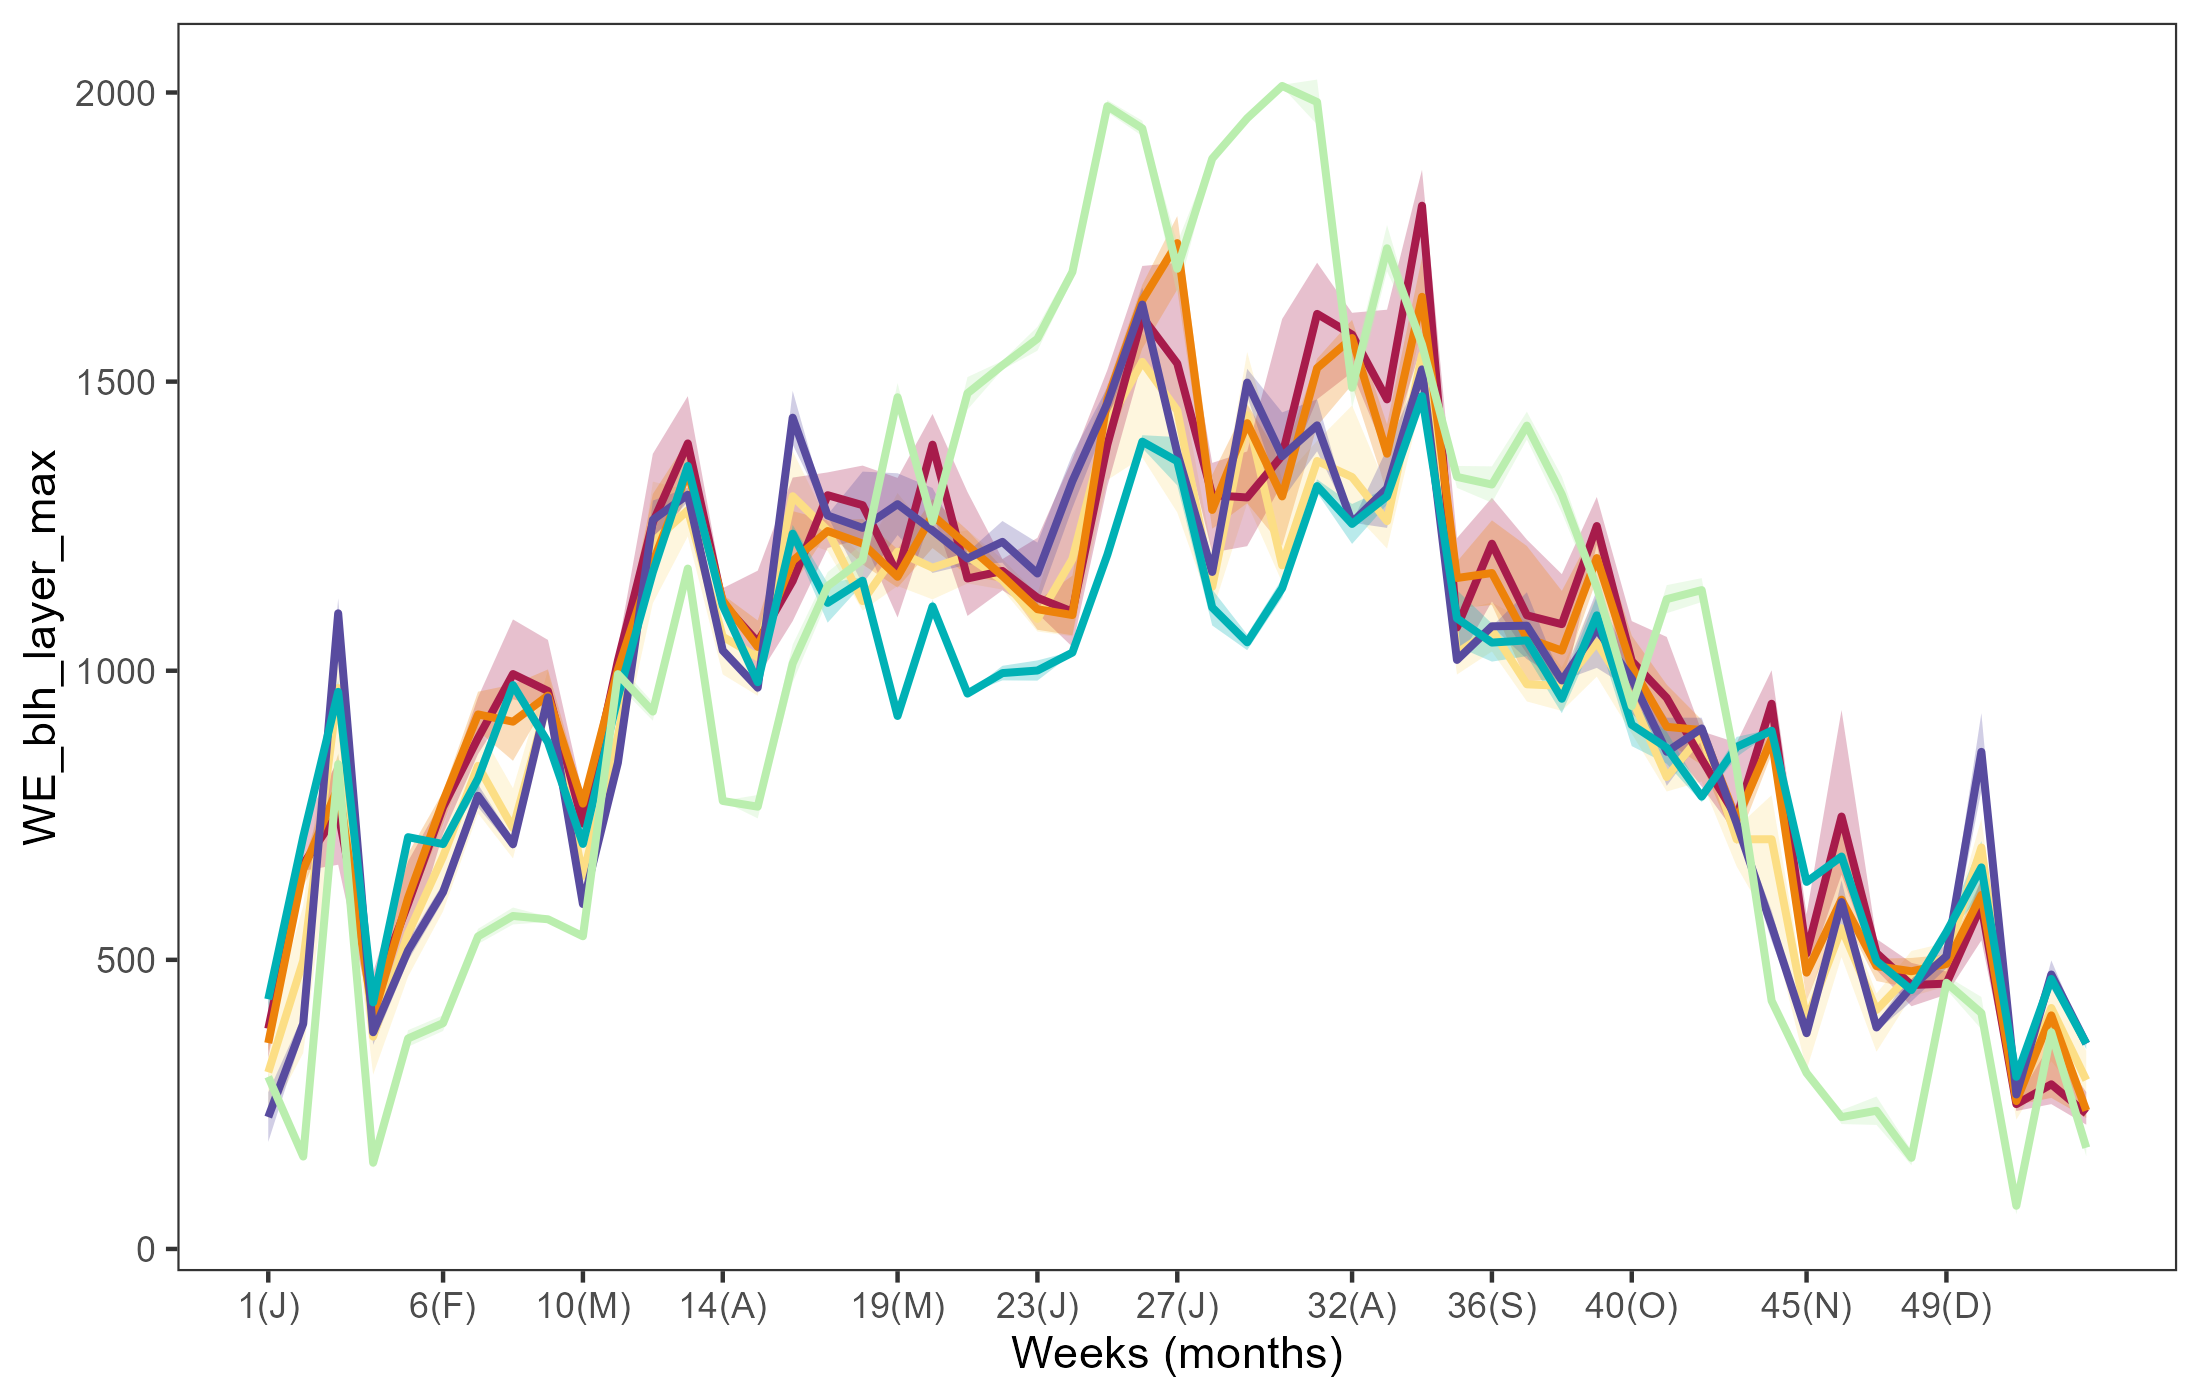 WE_blh_layer_max
2000
1500
1000
500
0
1(J) 6(F) 10(M) 14(A) 19(M) 23(J) 27(J) 32(A) 36(S) 40(O) 45(N) 49(D)
Weeks (months)